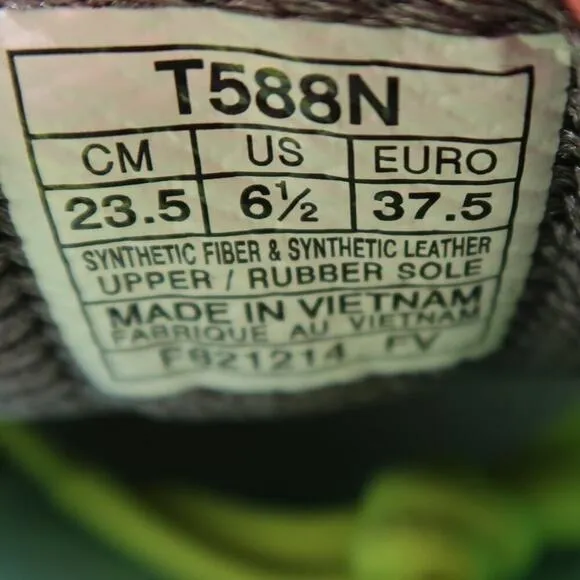 T588N
CM US EURO
23.5 6½ 37.5
SYNTHETIC FIBER & SYNTHETIC LEATHER
UPPER / RUBBER SOLE
MADE IN VIETNAM
FABRIQUE AU VIETNAM
F921214 FV